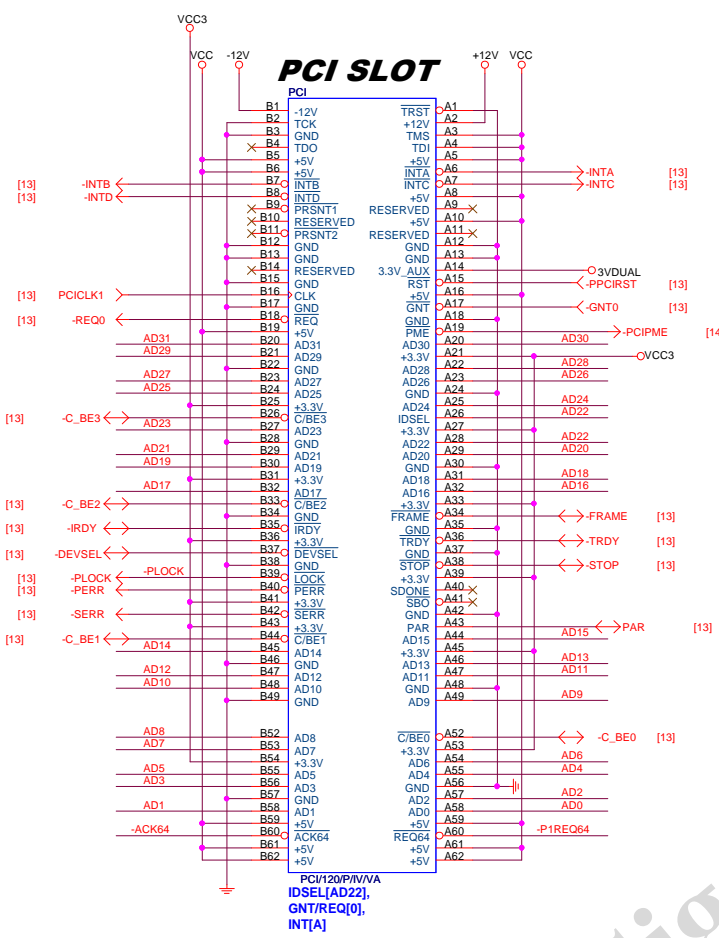 VCC3
VCC -12V +12V VCC
PCI SLOT
PCI
B1 -12V TRST A1
B2 TCK +12V A2
B3 GND TMS A3
B4 TDO TDI A4
B5 +5V +5V A5
B6 +5V INTA A6 -INTA [13]
[13] -INTB B7 INTB INTC A7 -INTC [13]
[13] -INTD B8 INTD +5V A8
B9 PRSNT1 RESERVED A9
B10 RESERVED +5V A10
B11 PRSNT2 RESERVED A11
B12 GND GND A12
B13 GND GND A13
B14 RESERVED 3.3V_AUX A14 3VDUAL
B15 GND RST A15 -PPCIRST [13]
[13] PCICLK1 B16 CLK +5V A16
B17 GND GNT A17 -GNT0 [13]
[13] -REQ0 B18 REQ GND A18
B19 +5V PME A19 -PCIPME [14
AD31 B20 AD31 AD30 A20 AD30
AD29 B21 AD29 +3.3V A21 VCC3
B22 GND AD28 A22 AD28
AD27 B23 AD27 AD26 A23 AD26
AD25 B24 AD25 GND A24
B25 +3.3V AD24 A25 AD24
[13] -C_BE3 B26 C/BE3 IDSEL A26 AD22
AD23 B27 AD23 +3.3V A27
B28 GND AD22 A28 AD22
AD21 B29 AD21 AD20 A29 AD20
AD19 B30 AD19 GND A30
B31 +3.3V AD18 A31 AD18
AD17 B32 AD17 AD16 A32 AD16
[13] -C_BE2 B33 C/BE2 +3.3V A33
B34 GND FRAME A34 -FRAME [13]
[13] -IRDY B35 IRDY GND A35
B36 +3.3V TRDY A36 -TRDY [13]
[13] -DEVSEL B37 DEVSEL GND A37
B38 GND STOP A38 -STOP [13]
[13] -PLOCK -PLOCK B39 LOCK +3.3V A39
[13] -PERR B40 PERR SDONE A40
B41 +3.3V SBO A41
[13] -SERR B42 SERR GND A42
B43 +3.3V PAR A43 PAR [13]
[13] -C_BE1 B44 C/BE1 AD15 A44 AD15
AD14 B45 AD14 +3.3V A45
B46 GND AD13 A46 AD13
AD12 B47 AD12 AD11 A47 AD11
AD10 B48 AD10 GND A48
B49 GND AD9 A49 AD9
AD8 B52 AD8 C/BE0 A52 -C_BE0 [13]
AD7 B53 AD7 +3.3V A53
B54 +3.3V AD6 A54 AD6
AD5 B55 AD5 AD4 A55 AD4
AD3 B56 AD3 GND A56
B57 GND AD2 A57 AD2
AD1 B58 AD1 AD0 A58 AD0
B59 +5V +5V A59
-ACK64 B60 ACK64 REQ64 A60 -P1REQ64
B61 +5V +5V A61
B62 +5V +5V A62
PCI/120/P/IV/VA
IDSEL[AD22],
GNT/REQ[0],
INT[A]